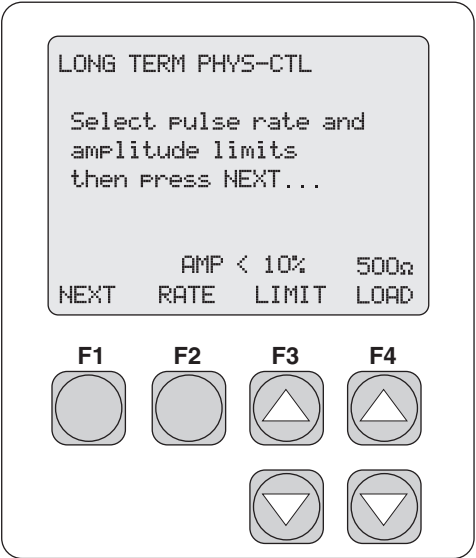 LONG TERM PHYS-CTL
Select pulse rate and
amplitude limits
then press NEXT...
AMP < 10% 500Ω
NEXT RATE LIMIT LOAD
F1 F2 F3 F4